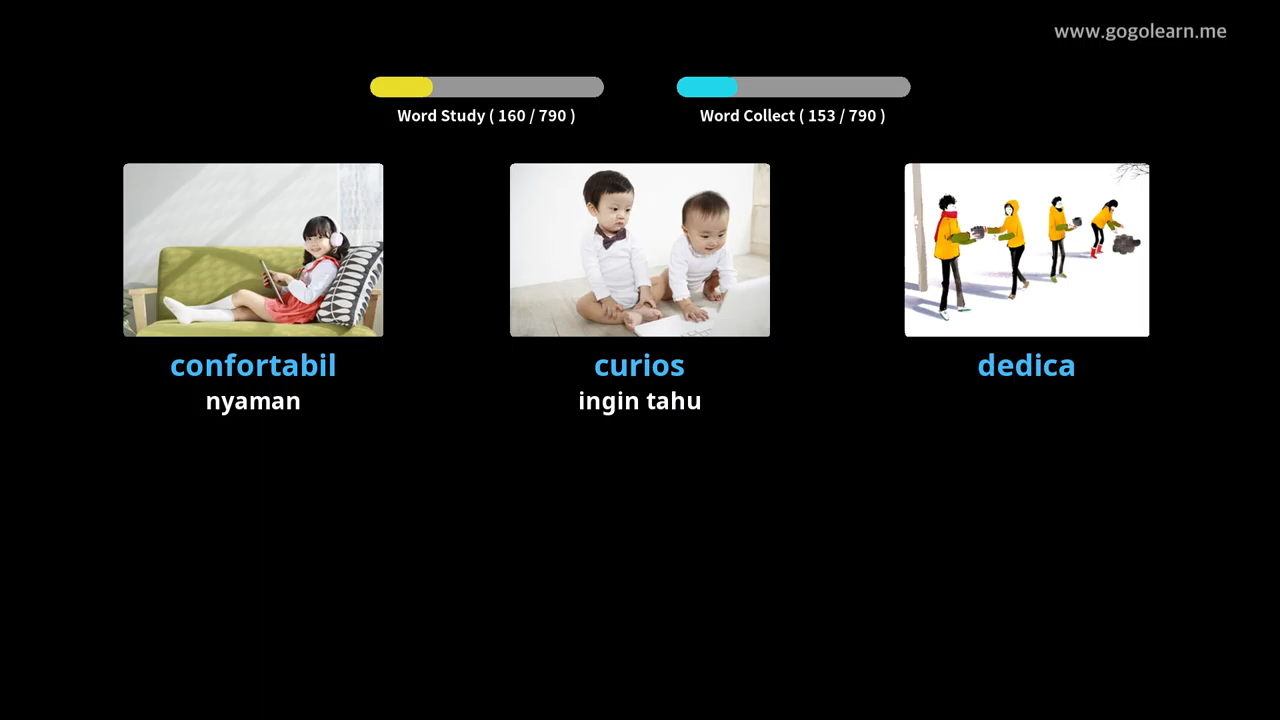 www.gogolearn.me
Word Study ( 160 / 790 )
Word Collect ( 153 / 790 )
confortabil
nyaman
curios
ingin tahu
dedica